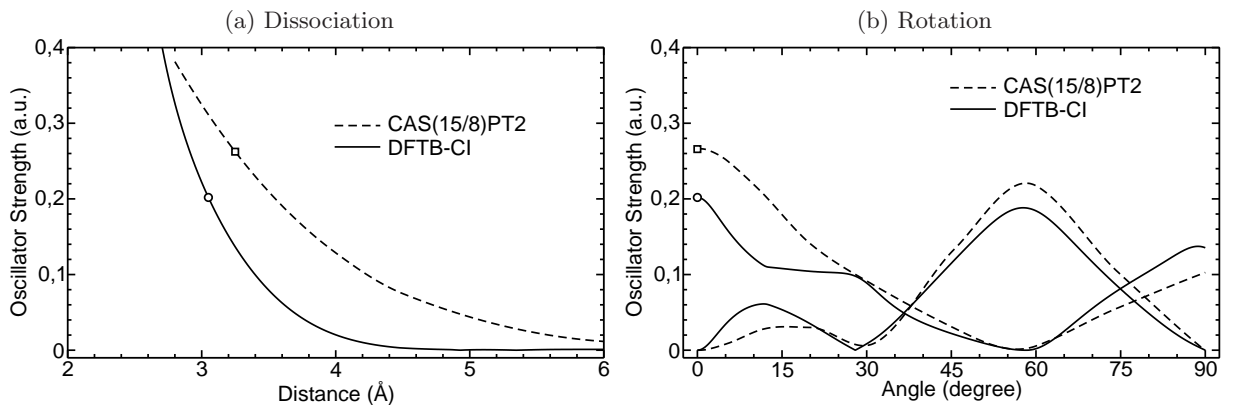 (a) Dissociation
0,4
0,3
0,2
0,1
0
Oscillator Strength (a.u.)
CAS(15/8)PT2
DFTB-CI
2 3 4 5 6
Distance (Å)
(b) Rotation
0,4
0,3
0,2
0,1
0
Oscillator Strength (a.u.)
CAS(15/8)PT2
DFTB-CI
0 15 30 45 60 75 90
Angle (degree)